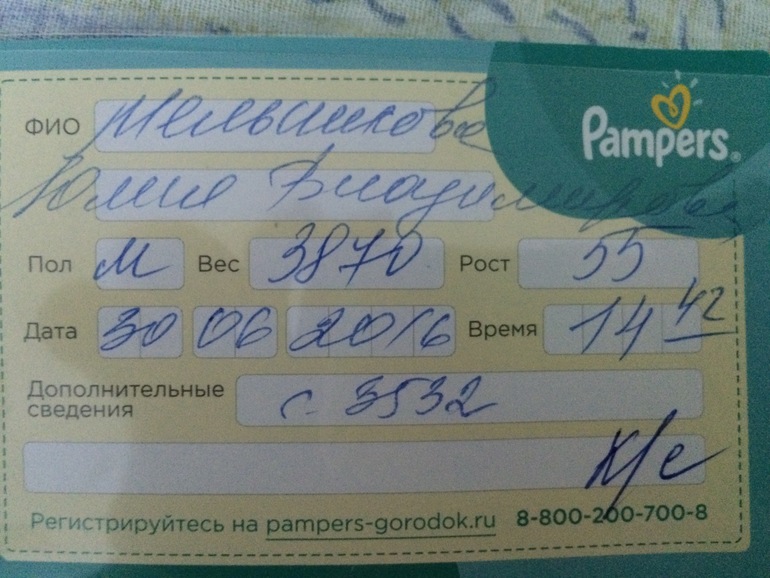 Pampers®
ФИО Мельникова
Юлия Владимировна
Пол М Вес 3870 Рост 55
Дата 30 06 2016 Время 14 42
Дополнительные сведения с 3532
к/с
Регистрируйтесь на pampers-gorodok.ru 8-800-200-700-8